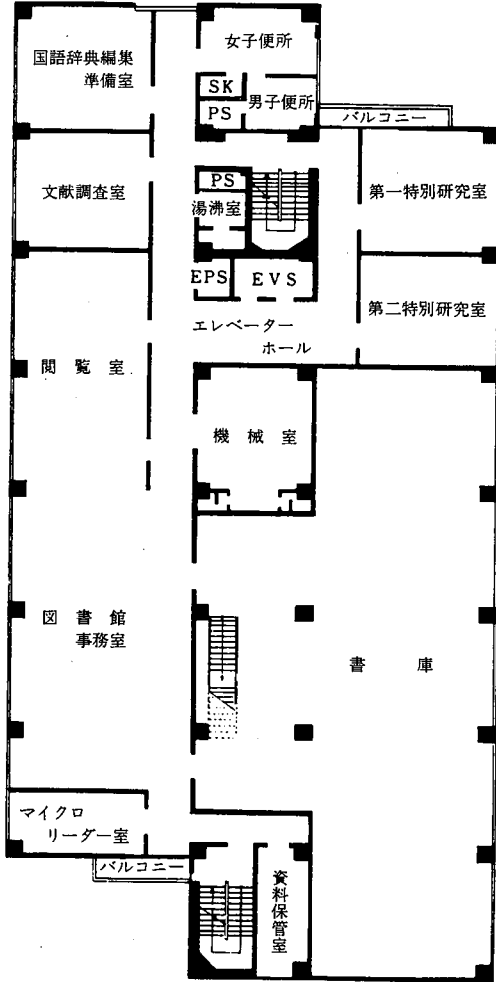 国語辞典編集
準備室
女子便所
SK
PS
男子便所
バルコニー
文献調査室
PS
湯沸室
第一特別研究室
EPS
EVS
第二特別研究室
エレベーター
ホール
閲覧室
機械室
図書館
事務室
書庫
マイクロ
リーダー室
バルコニー
資料保管室